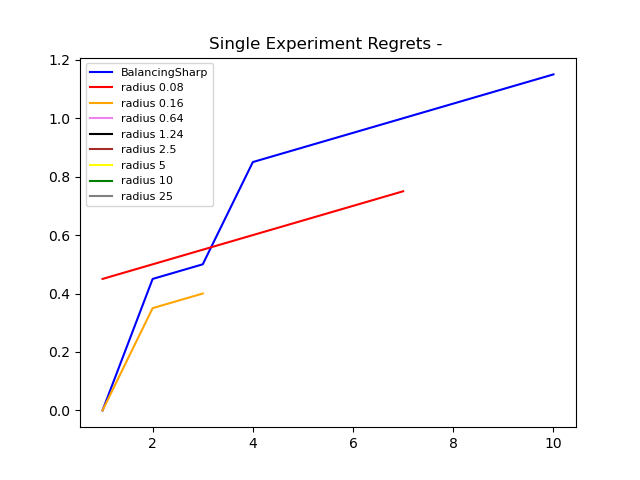 Single Experiment Regrets -
BalancingSharp
radius 0.08
radius 0.16
radius 0.64
radius 1.24
radius 2.5
radius 5
radius 10
radius 25
1.2
1.0
0.8
0.6
0.4
0.2
0.0
2 4 6 8 10